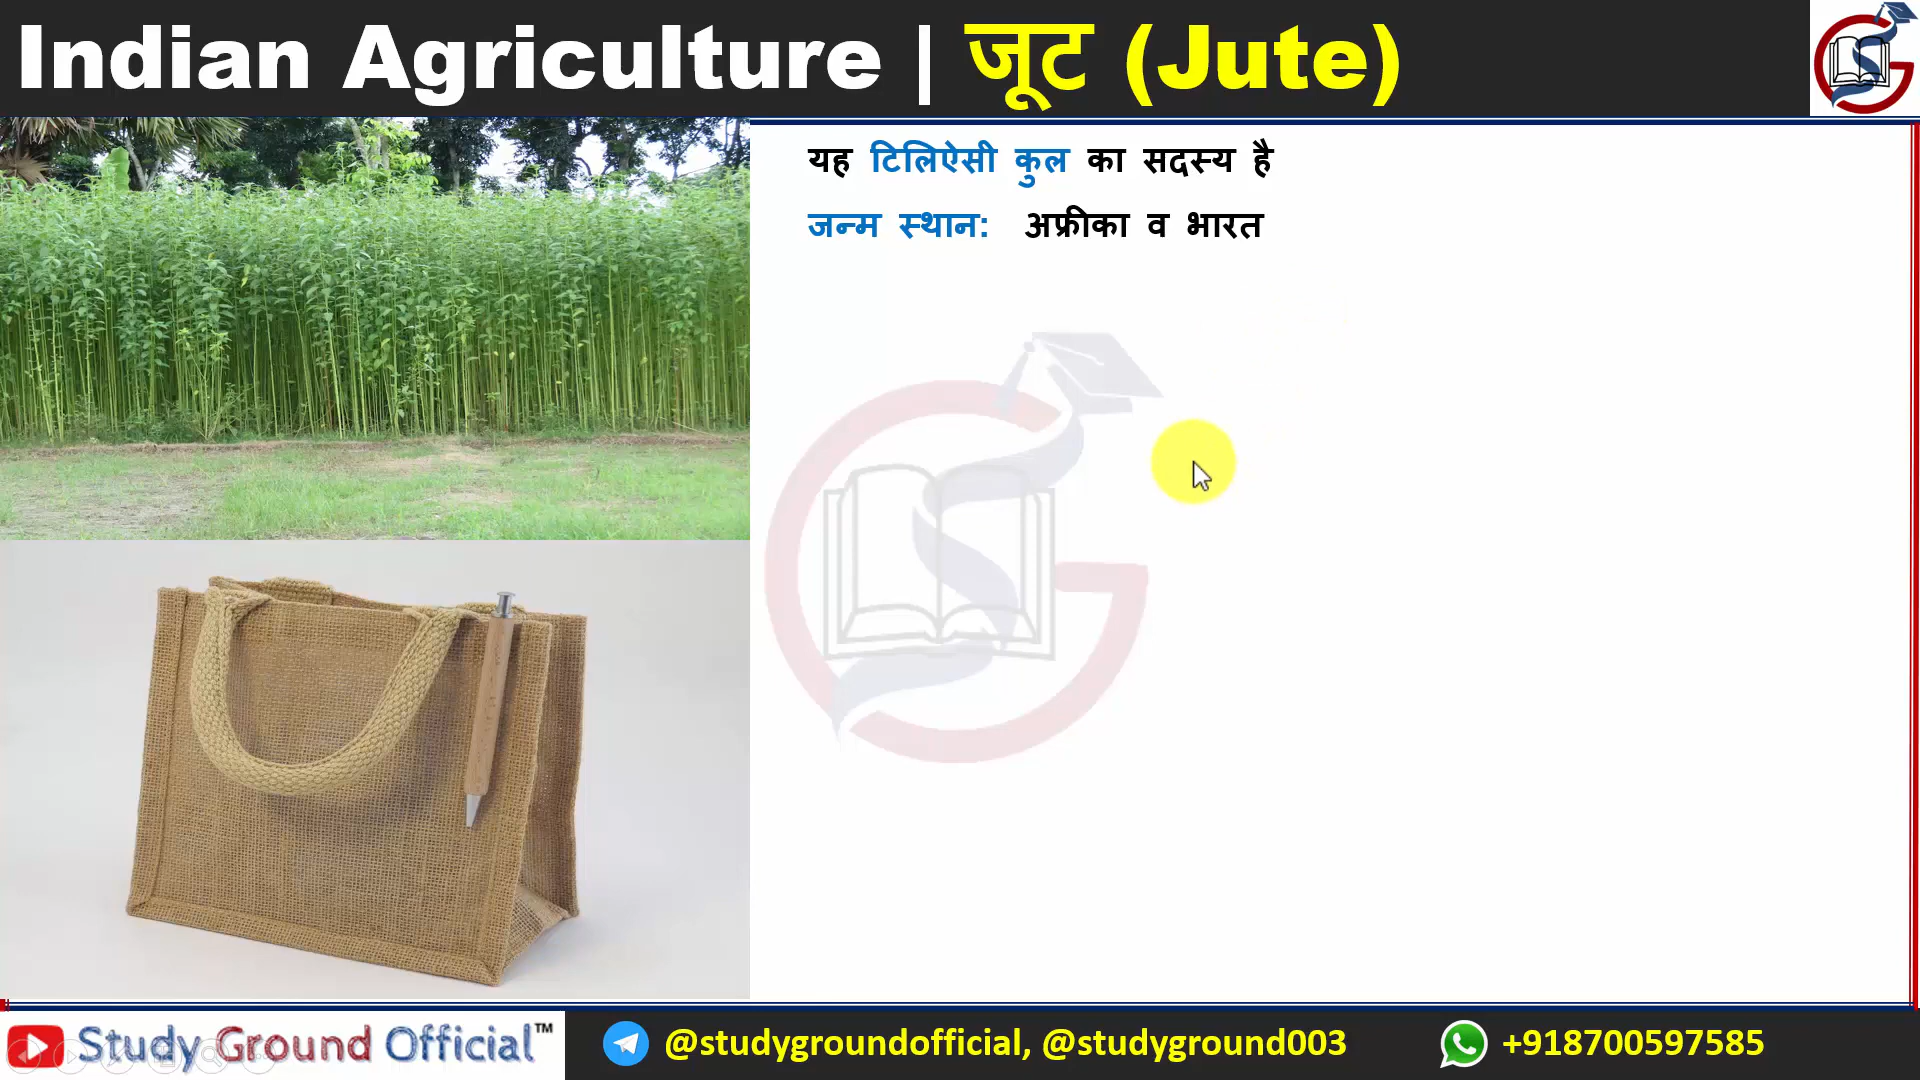 Indian Agriculture | जूट (Jute)
यह टिलिऐसी कुल का सदस्य है
जन्म स्थान: अफ्रीका व भारत
Study Ground Official™
@studygroundofficial, @studyground003
+918700597585